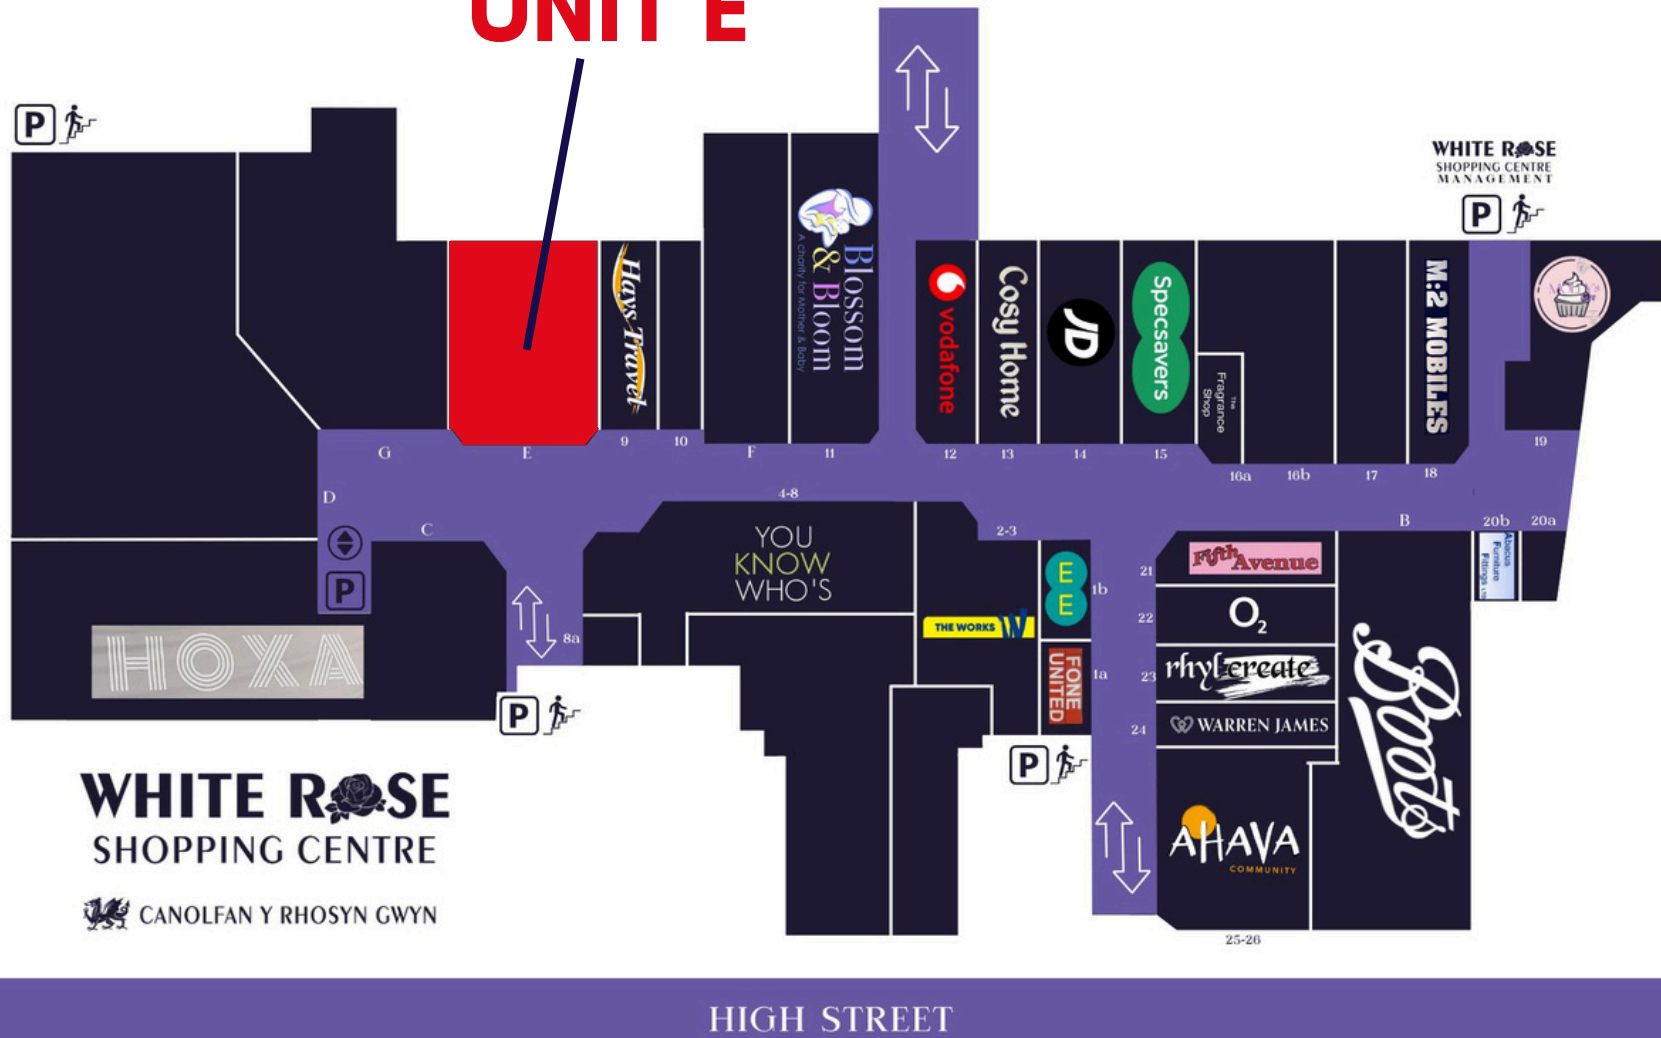 UNIT E
P
WHITE ROSE
SHOPPING CENTRE
MANAGEMENT
P
Hays Travel
Blossom
& Bloom
A charity for Mother & Baby
vodafone
Cosy Home
JD
Specsavers
The
Fragrance
Shop
M:2 MOBILES
G
E
9
10
F
11
12
13
14
15
16a
16b
17
18
19
D
C
4-8
2-3
B
20b
20a
P
YOU
KNOW
WHO'S
8a
THE WORKS W
E
E
1b
FONE
UNITED
1a
21
Fifth Avenue
22
O2
23
rhyl create
24
WARREN JAMES
Abacus
Furniture
Fittings
Boots
HOXA
P
P
AHAVA
COMMUNITY
25-26
WHITE ROSE
SHOPPING CENTRE
CANOLFAN Y RHOSYN GWYN
HIGH STREET